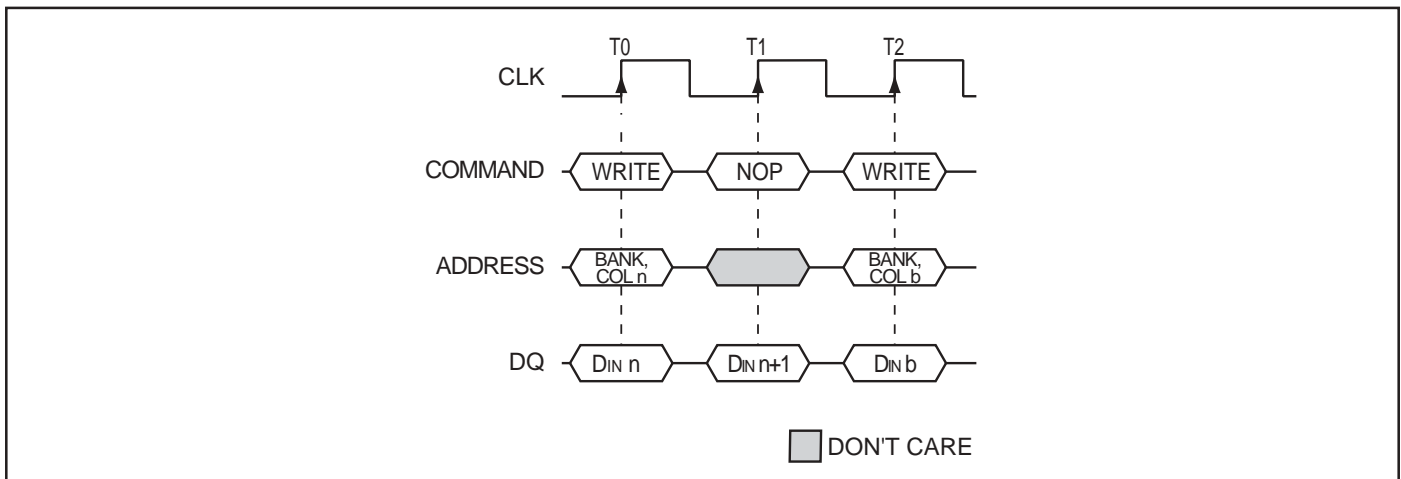 T0 T1 T2
CLK
COMMAND WRITE NOP WRITE
ADDRESS BANK, COL n BANK, COL b
DQ DIN n DIN n+1 DIN b
DON'T CARE